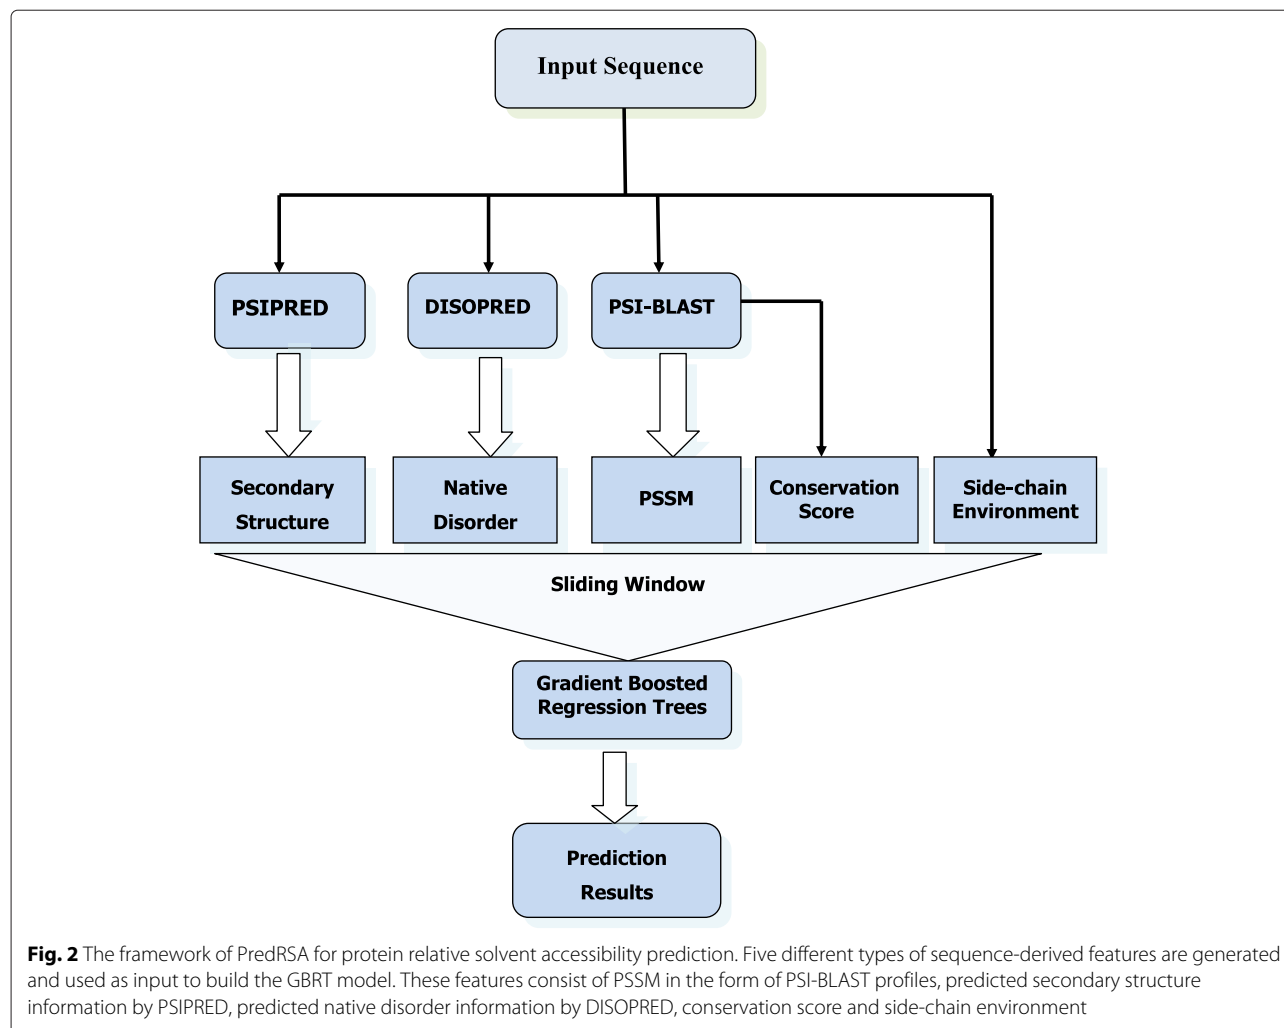 Input Sequence
PSIPRED
DISOPRED
PSI-BLAST
Secondary
Structure
Native
Disorder
PSSM
Conservation
Score
Side-chain
Environment
Sliding Window
Gradient Boosted
Regression Trees
Prediction
Results
Fig. 2 The framework of PredRSA for protein relative solvent accessibility prediction. Five different types of sequence-derived features are generated
and used as input to build the GBRT model. These features consist of PSSM in the form of PSI-BLAST profiles, predicted secondary structure
information by PSIPRED, predicted native disorder information by DISOPRED, conservation score and side-chain environment